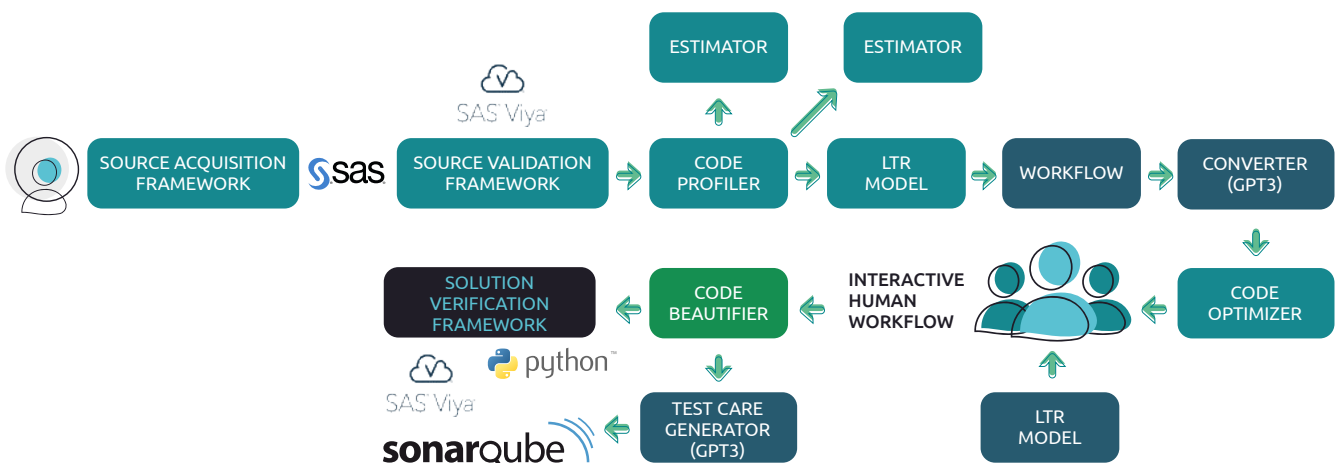 ESTIMATOR
ESTIMATOR
SAS Viya
SOURCE ACQUISITION
FRAMEWORK
sas
SOURCE VALIDATION
FRAMEWORK
CODE
PROFILER
LTR
MODEL
WORKFLOW
CONVERTER
(GPT3)
SOLUTION
VERIFICATION
FRAMEWORK
CODE
BEAUTIFIER
INTERACTIVE
HUMAN
WORKFLOW
CODE
OPTIMIZER
python™
SAS Viya
sonarqube
TEST CARE
GENERATOR
(GPT3)
LTR
MODEL